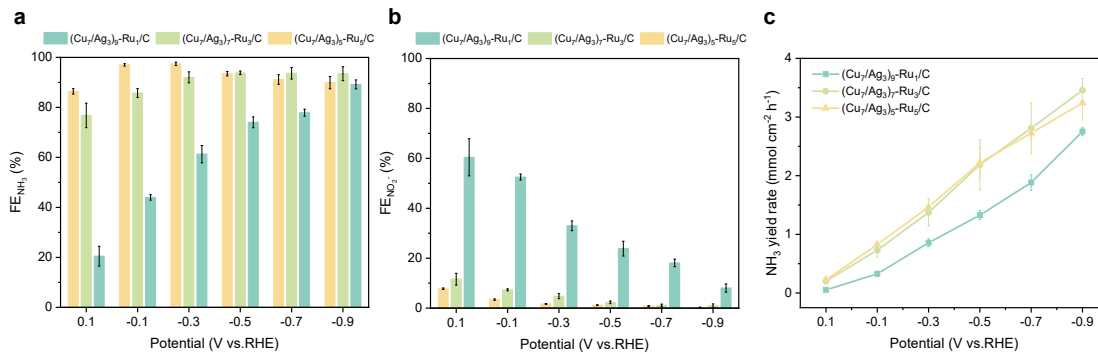 a
(Cu₇/Ag₃)₉-Ru₁/C (Cu₇/Ag₃)₇-Ru₃/C (Cu₇/Ag₃)₅-Ru₅/C
FE_NH₃ (%)
100
80
60
40
20
0
0.1 -0.1 -0.3 -0.5 -0.7 -0.9
Potential (V vs.RHE)
b
(Cu₇/Ag₃)₉-Ru₁/C (Cu₇/Ag₃)₇-Ru₃/C (Cu₇/Ag₃)₅-Ru₅/C
FE_NO₂⁻ (%)
100
80
60
40
20
0
0.1 -0.1 -0.3 -0.5 -0.7 -0.9
Potential (V vs.RHE)
c
(Cu₇/Ag₃)₉-Ru₁/C
(Cu₇/Ag₃)₇-Ru₃/C
(Cu₇/Ag₃)₅-Ru₅/C
NH₃ yield rate (mmol cm⁻² h⁻¹)
4
3
2
1
0
0.1 -0.1 -0.3 -0.5 -0.7 -0.9
Potential (V vs.RHE)